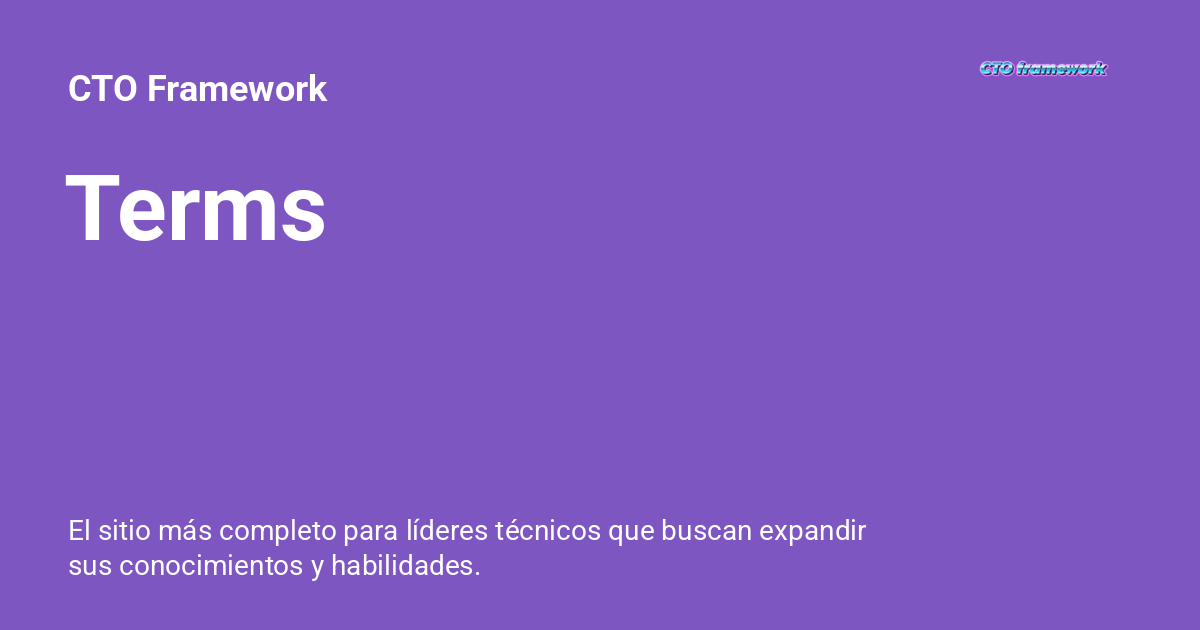 CTO Framework
CTO framework
Terms
El sitio más completo para líderes técnicos que buscan expandir
sus conocimientos y habilidades.